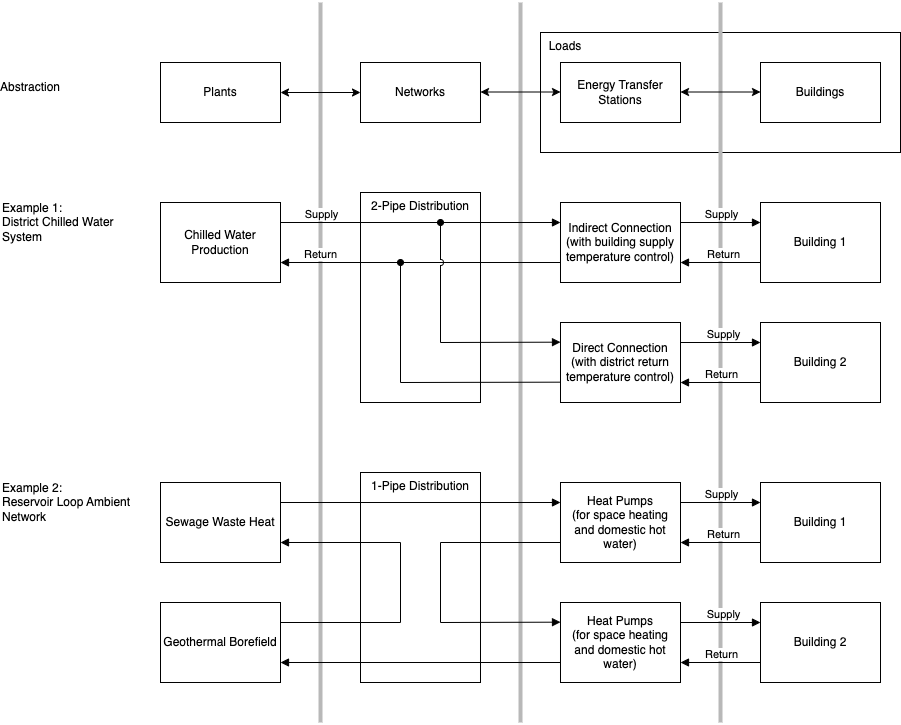 Loads
Abstraction
Plants
Networks
Energy Transfer
Stations
Buildings
Example 1:
District Chilled Water
System
Chilled Water
Production
Supply
Return
2-Pipe Distribution
Indirect Connection
(with building supply
temperature control)
Supply
Return
Building 1
Direct Connection
(with district return
temperature control)
Supply
Return
Building 2
Example 2:
Reservoir Loop Ambient
Network
Sewage Waste Heat
1-Pipe Distribution
Heat Pumps
(for space heating
and domestic hot
water)
Supply
Return
Building 1
Geothermal Borefield
Heat Pumps
(for space heating
and domestic hot
water)
Supply
Return
Building 2